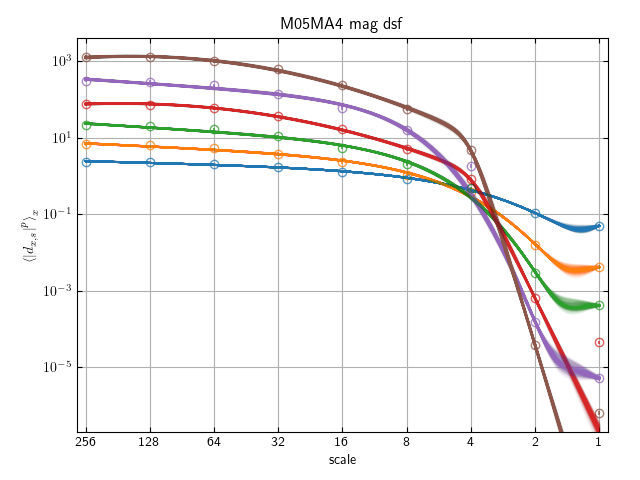 M05MA4 mag dsf
⟨|d_{x,s}|^p⟩_x
10^3
10^1
10^{-1}
10^{-3}
10^{-5}
256 128 64 32 16 8 4 2 1
scale